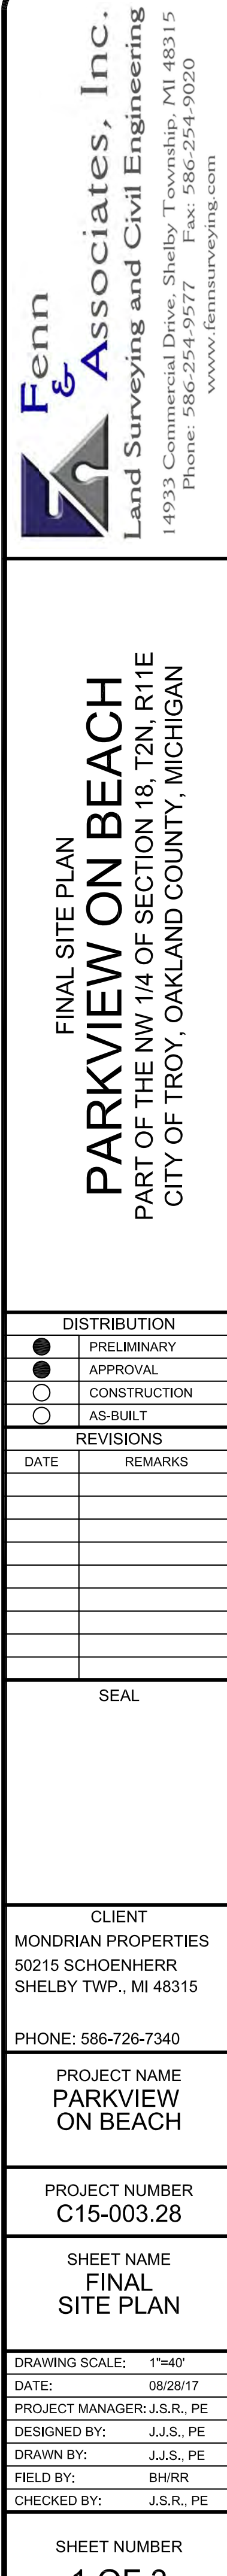 Fenn
&
Associates, Inc.
Land Surveying and Civil Engineering
14933 Commercial Drive, Shelby Township, MI 48315
Phone: 586-254-9577 Fax: 586-254-9020
www.fennsurveying.com
FINAL SITE PLAN
PARKVIEW ON BEACH
PART OF THE NW 1/4 OF SECTION 18, T2N, R11E
CITY OF TROY, OAKLAND COUNTY, MICHIGAN
DISTRIBUTION
PRELIMINARY
APPROVAL
CONSTRUCTION
AS-BUILT
REVISIONS
DATE REMARKS
SEAL
CLIENT
MONDRIAN PROPERTIES
50215 SCHOENHERR
SHELBY TWP., MI 48315
PHONE: 586-726-7340
PROJECT NAME
PARKVIEW
ON BEACH
PROJECT NUMBER
C15-003.28
SHEET NAME
FINAL
SITE PLAN
DRAWING SCALE: 1"=40'
DATE: 08/28/17
PROJECT MANAGER: J.S.R., PE
DESIGNED BY: J.J.S., PE
DRAWN BY: J.J.S., PE
FIELD BY: BH/RR
CHECKED BY: J.S.R., PE
SHEET NUMBER
1 OF